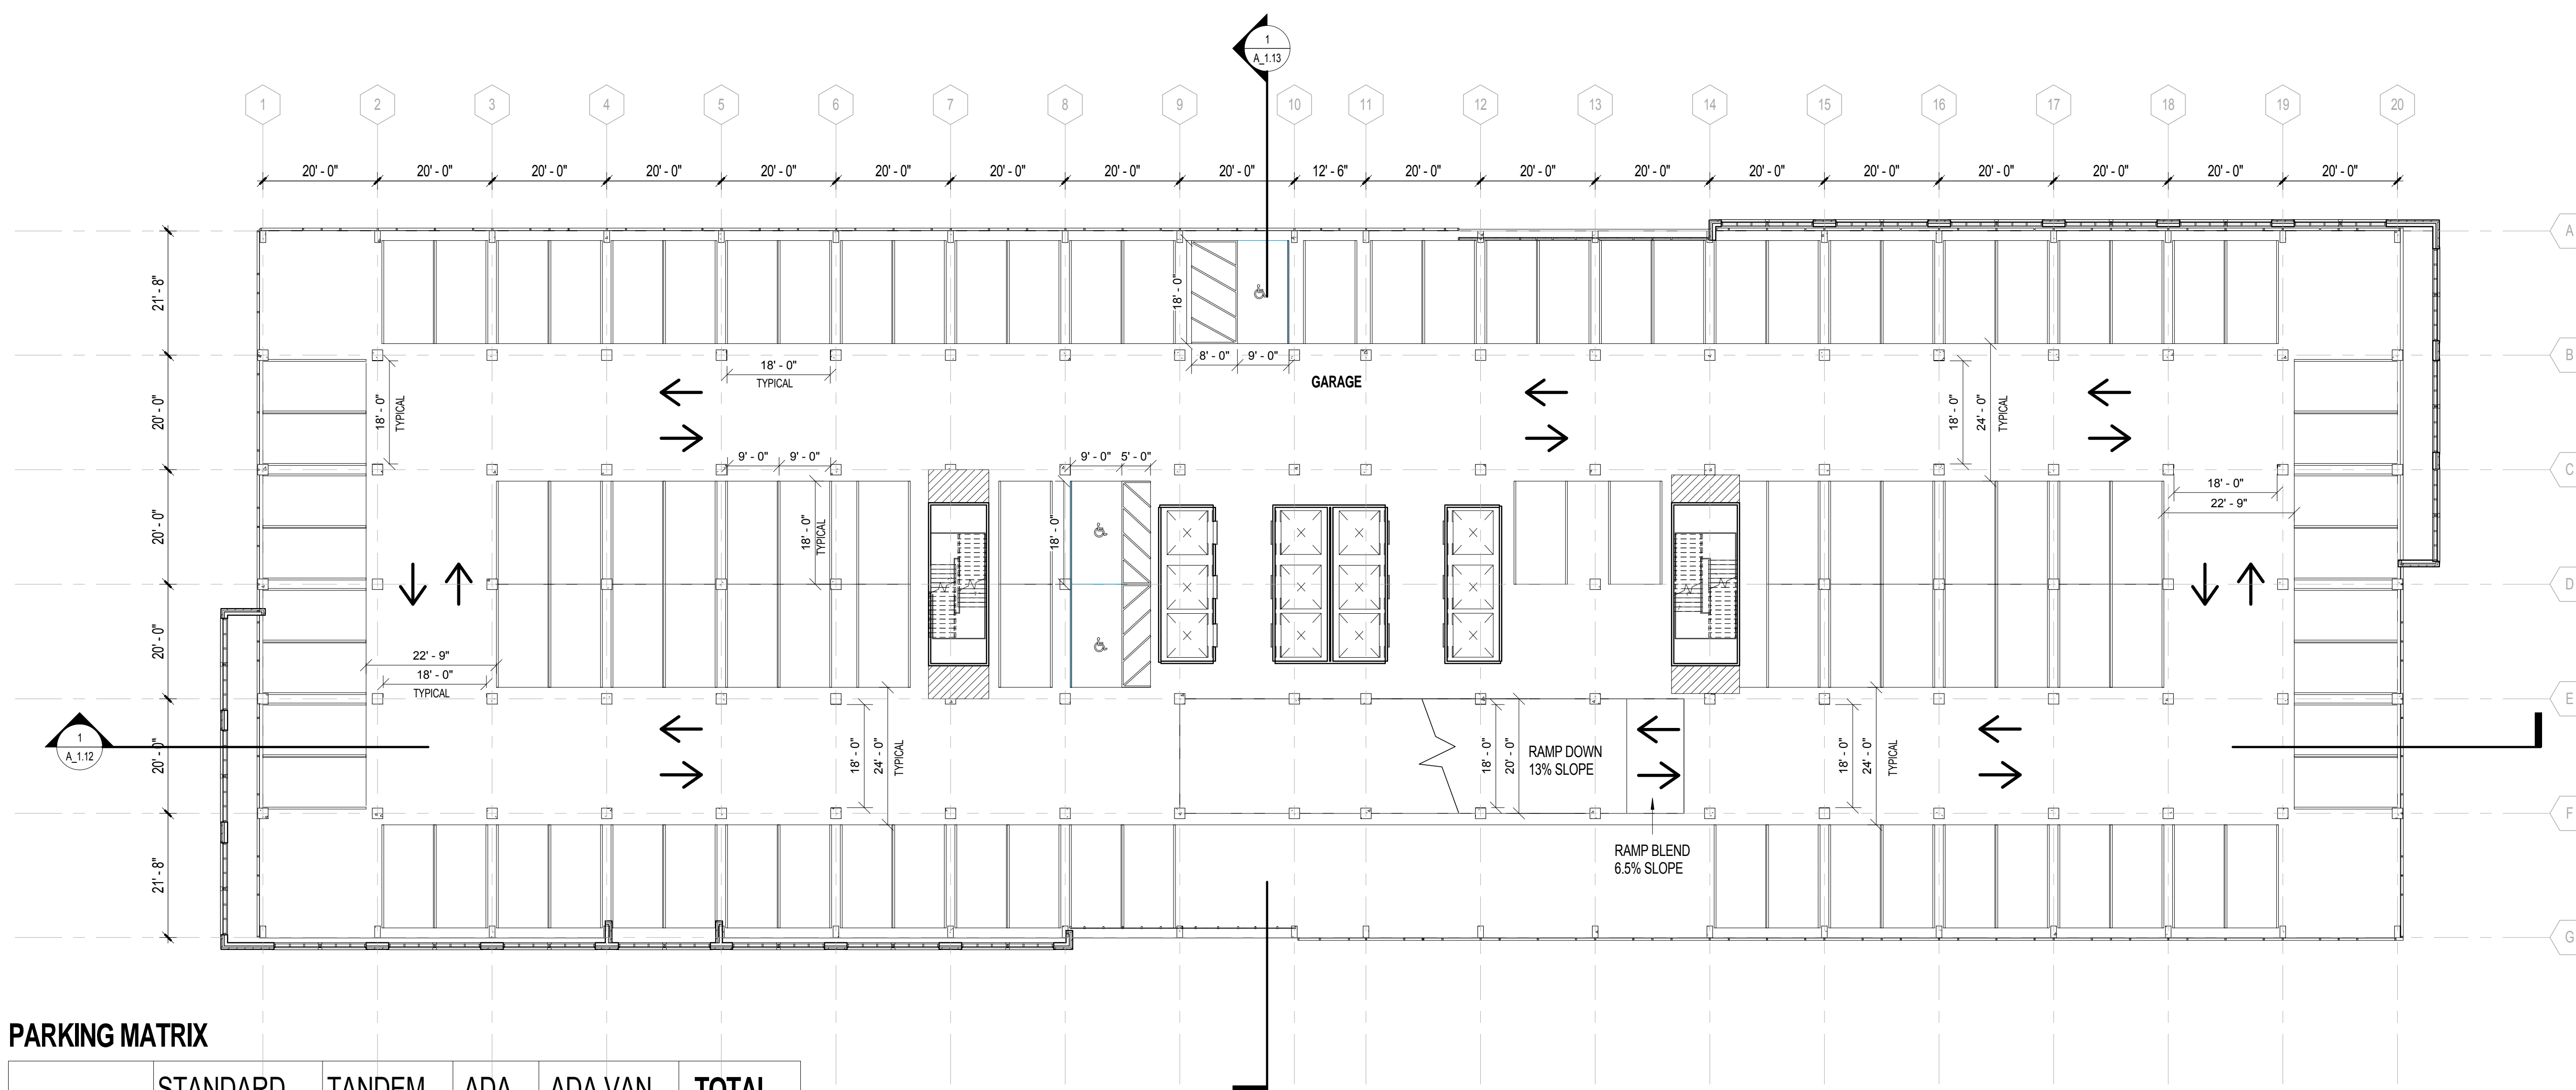 1
A_1.13
1 2 3 4 5 6 7 8 9 10 11 12 13 14 15 16 17 18 19 20
20' - 0" 20' - 0" 20' - 0" 20' - 0" 20' - 0" 20' - 0" 20' - 0" 20' - 0" 20' - 0" 12' - 6" 20' - 0" 20' - 0" 20' - 0" 20' - 0" 20' - 0" 20' - 0" 20' - 0" 20' - 0" 20' - 0"
A
21' - 8"
18' - 0"
8' - 0" 9' - 0"
B
18' - 0"
TYPICAL
GARAGE
20' - 0"
18' - 0"
TYPICAL
18' - 0"
24' - 0"
TYPICAL
9' - 0" 9' - 0"
9' - 0" 5' - 0"
C
18' - 0"
22' - 9"
20' - 0"
18' - 0"
TYPICAL
18' - 0"
D
20' - 0"
22' - 9"
18' - 0"
TYPICAL
E
1
A_1.12
20' - 0"
18' - 0"
24' - 0"
TYPICAL
18' - 0"
20' - 0"
RAMP DOWN
13% SLOPE
18' - 0"
24' - 0"
TYPICAL
F
RAMP BLEND
6.5% SLOPE
21' - 8"
G
PARKING MATRIX
STANDARD TANDEM ADA ADA VAN TOTAL